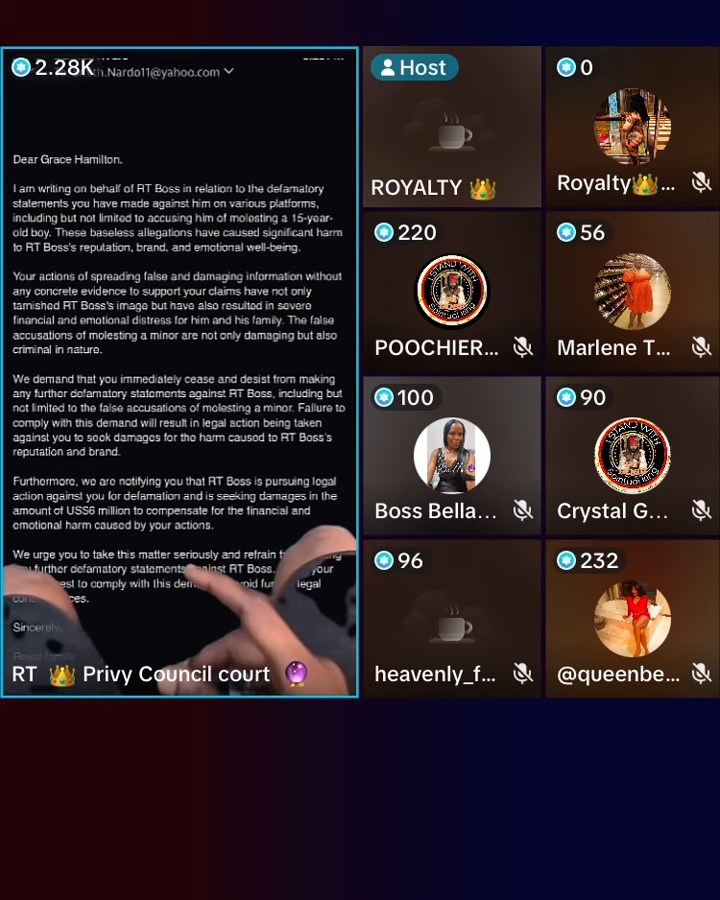 2.28K
th.Nardo11@yahoo.com
Dear Grace Hamilton.
I am writing on behalf of RT Boss in relation to the defamatory
statements you have made against him on various platforms,
including but not limited to accusing him of molesting a 15-year-
old boy. These baseless allegations have caused significant harm
to RT Boss's reputation, brand, and emotional well-being.
Your actions of spreading false and damaging information without
any concrete evidence to support your claims have not only
tarnished RT Boss's image but have also resulted in severe
financial and emotional distress for him and his family. The false
accusations of molesting a minor are not only damaging but also
criminal in nature.
We demand that you immediately cease and desist from making
any further defamatory statements against RT Boss, including but
not limited to the false accusations of molesting a minor. Failure to
comply with this demand will result in legal action being taken
against you to seek damages for the harm caused to RT Boss's
reputation and brand.
Furthermore, we are notifying you that RT Boss is pursuing legal
action against you for defamation and is seeking damages in the
amount of US$6 million to compensate for the financial and
emotional harm caused by your actions.
We urge you to take this matter seriously and refrain
further defamatory statements against RT Boss. your
est to comply with this legal
Sincerely,
RT 👑 Privy Council court 🔮
Host
ROYALTY 👑
0
Royalty👑...
220
I STAND WITH
Spiritual King
POOCHIER...
56
Marlene T...
100
Boss Bella...
90
I STAND WITH
Spiritual King
Crystal G...
96
heavenly_f...
232
@queenbe...